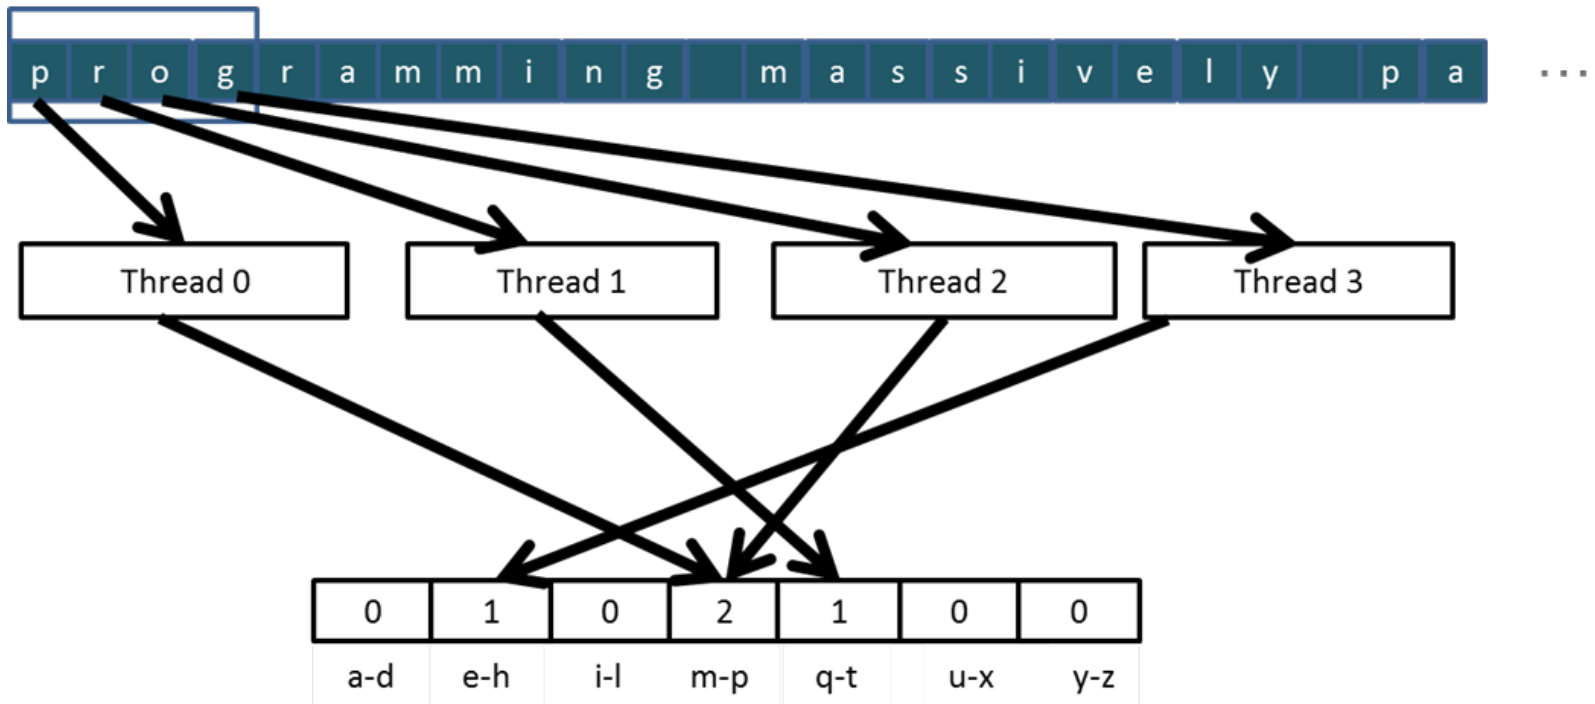 p r o g r a m m i n g m a s s i v e l y p a ...
Thread 0 Thread 1 Thread 2 Thread 3
0 1 0 2 1 0 0
a-d e-h i-l m-p q-t u-x y-z